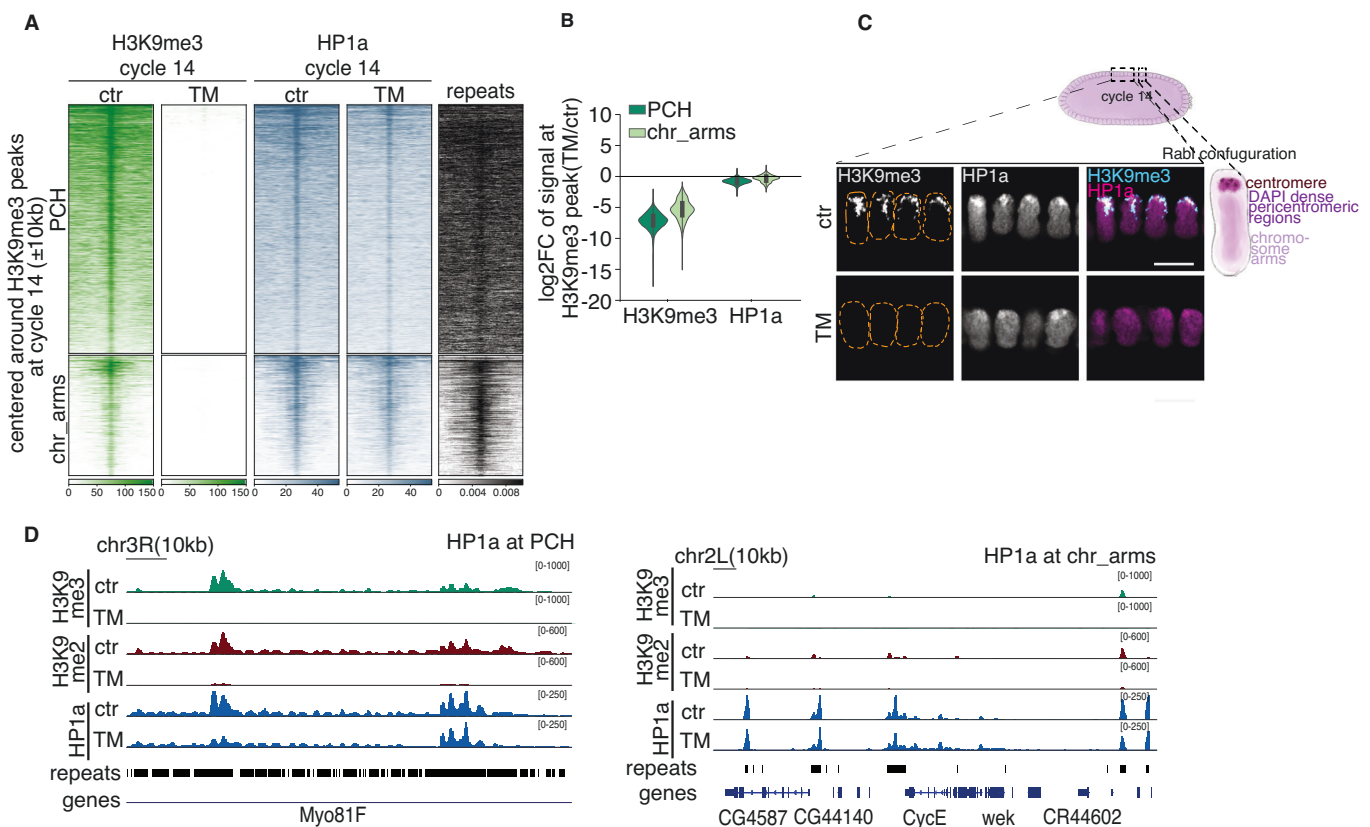 A
H3K9me3
cycle 14
HP1a
cycle 14
ctr
TM
ctr
TM
repeats
centered around H3K9me3 peaks
at cycle 14 (±10kb)
PCH
chr_arms
0 50 100 150
0 50 100 150
0 20 40
0 20 40
0 0.004 0.008
B
log2FC of signal at
H3K9me3 peak(TM/ctr)
10
5
0
-5
-10
-15
-20
PCH
chr_arms
H3K9me3 HP1a
C
cycle 14
Rabl confuguration
H3K9me3
HP1a
H3K9me3
HP1a
ctr
TM
centromere
DAPI dense
pericentromeric
regions
chromo-
some
arms
D
chr3R(10kb)
HP1a at PCH
H3K9
me3
ctr
[0-1000]
TM
[0-1000]
H3K9
me2
ctr
[0-600]
TM
[0-600]
HP1a
ctr
[0-250]
TM
[0-250]
repeats
genes
Myo81F
chr2L(10kb)
HP1a at chr_arms
H3K9
me3
ctr
[0-1000]
TM
[0-1000]
H3K9
me2
ctr
[0-600]
TM
[0-600]
HP1a
ctr
[0-250]
TM
[0-250]
repeats
genes
CG4587 CG44140 CycE wek CR44602